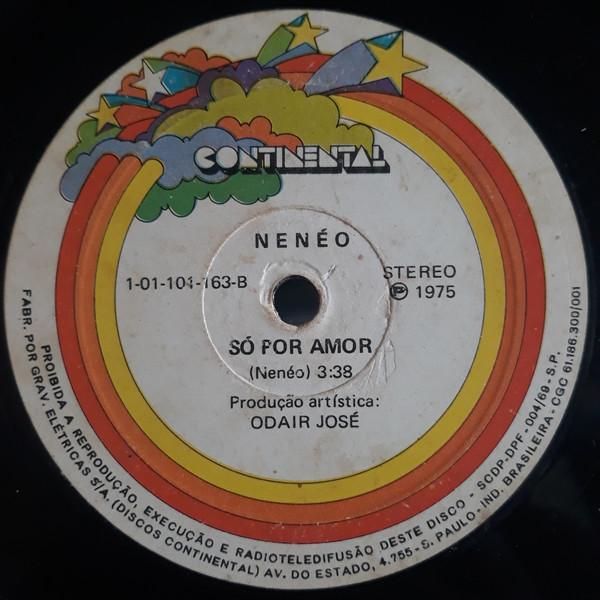 CONTINENTAL
NENÉO
1-01-101-163-B
STEREO
Ⓟ 1975
SÓ POR AMOR
(Nenéo) 3:38
Produção artística:
ODAIR JOSÉ
PROIBIDA A REPRODUÇÃO, EXECUÇÃO E RADIOTELEDIFUSÃO DESTE DISCO - SCDP-DPF - 004/69 - S.P.
FABR. POR GRAV. ELÉTRICAS S/A. (DISCOS CONTINENTAL) AV. DO ESTADO, 4.755 - S. PAULO - IND. BRASILEIRA - CGC 61.186.300/001